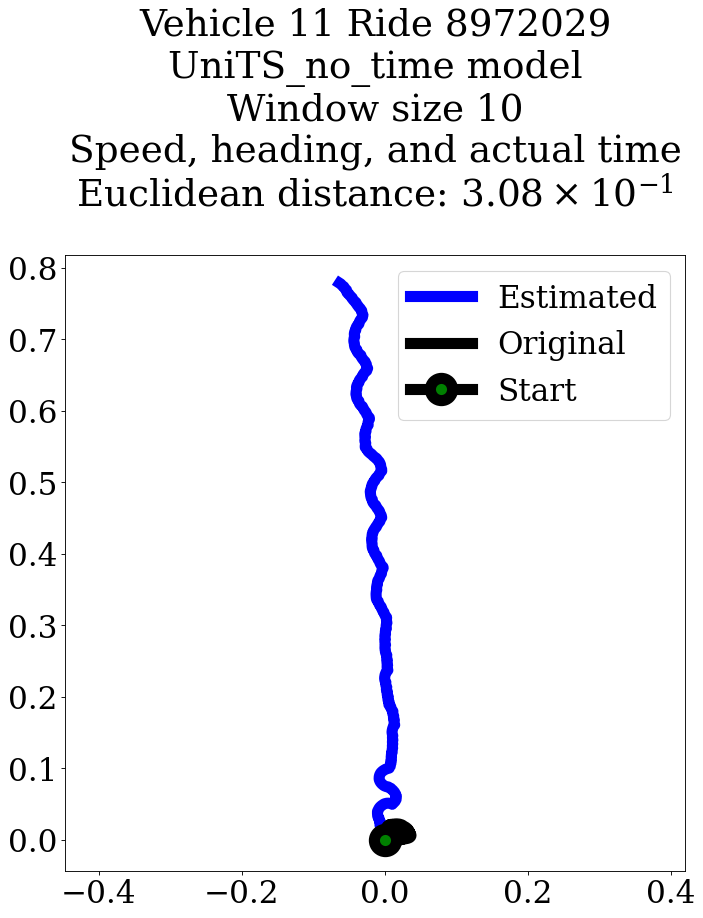 Vehicle 11 Ride 8972029
UniTS_no_time model
Window size 10
Speed, heading, and actual time
Euclidean distance: 3.08 × 10⁻¹
Estimated
Original
Start
0.8
0.7
0.6
0.5
0.4
0.3
0.2
0.1
0.0
−0.4 −0.2 0.0 0.2 0.4